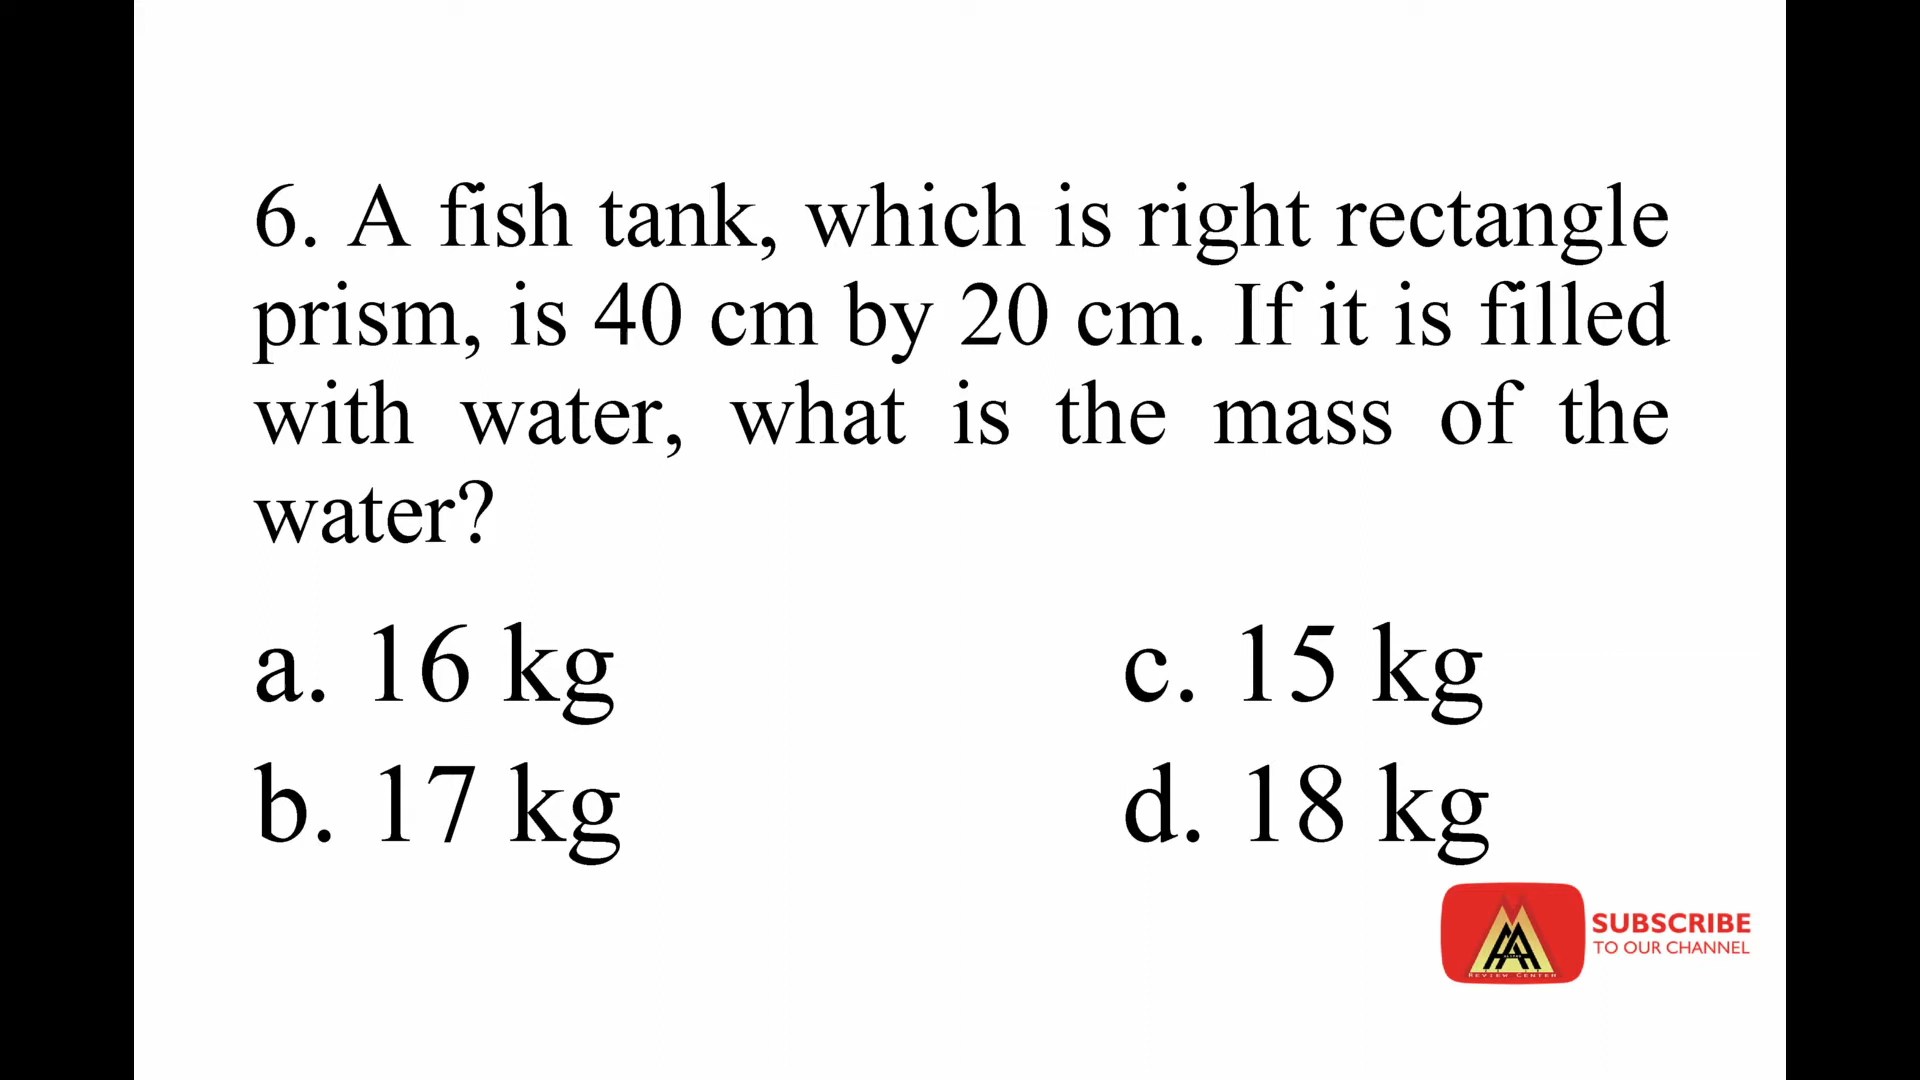 6. A fish tank, which is right rectangle
prism, is 40 cm by 20 cm. If it is filled
with water, what is the mass of the
water?
a. 16 kg
c. 15 kg
b. 17 kg
d. 18 kg
SUBSCRIBE
TO OUR CHANNEL
REVIEW CENTER